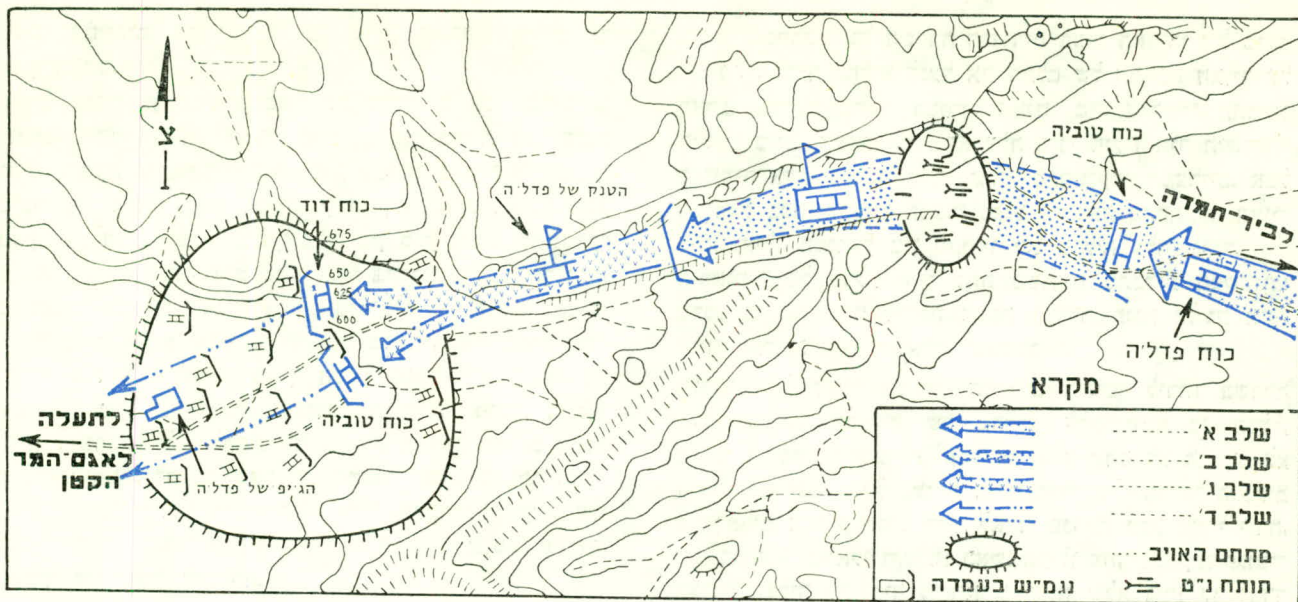 צ
כוח דוד
הטנק של פדל'ה
כוח טוביה
לביר־תמדה
675
650
625
600
כוח פדל'ה
כוח טוביה
הג'יפ של פדל'ה
לתעלה
לאגם־המר
הקטן
מקרא
שלב א'
שלב ב'
שלב ג'
שלב ד'
מתחם האויב
תותח נ"ט
נגמ"ש בעמדה